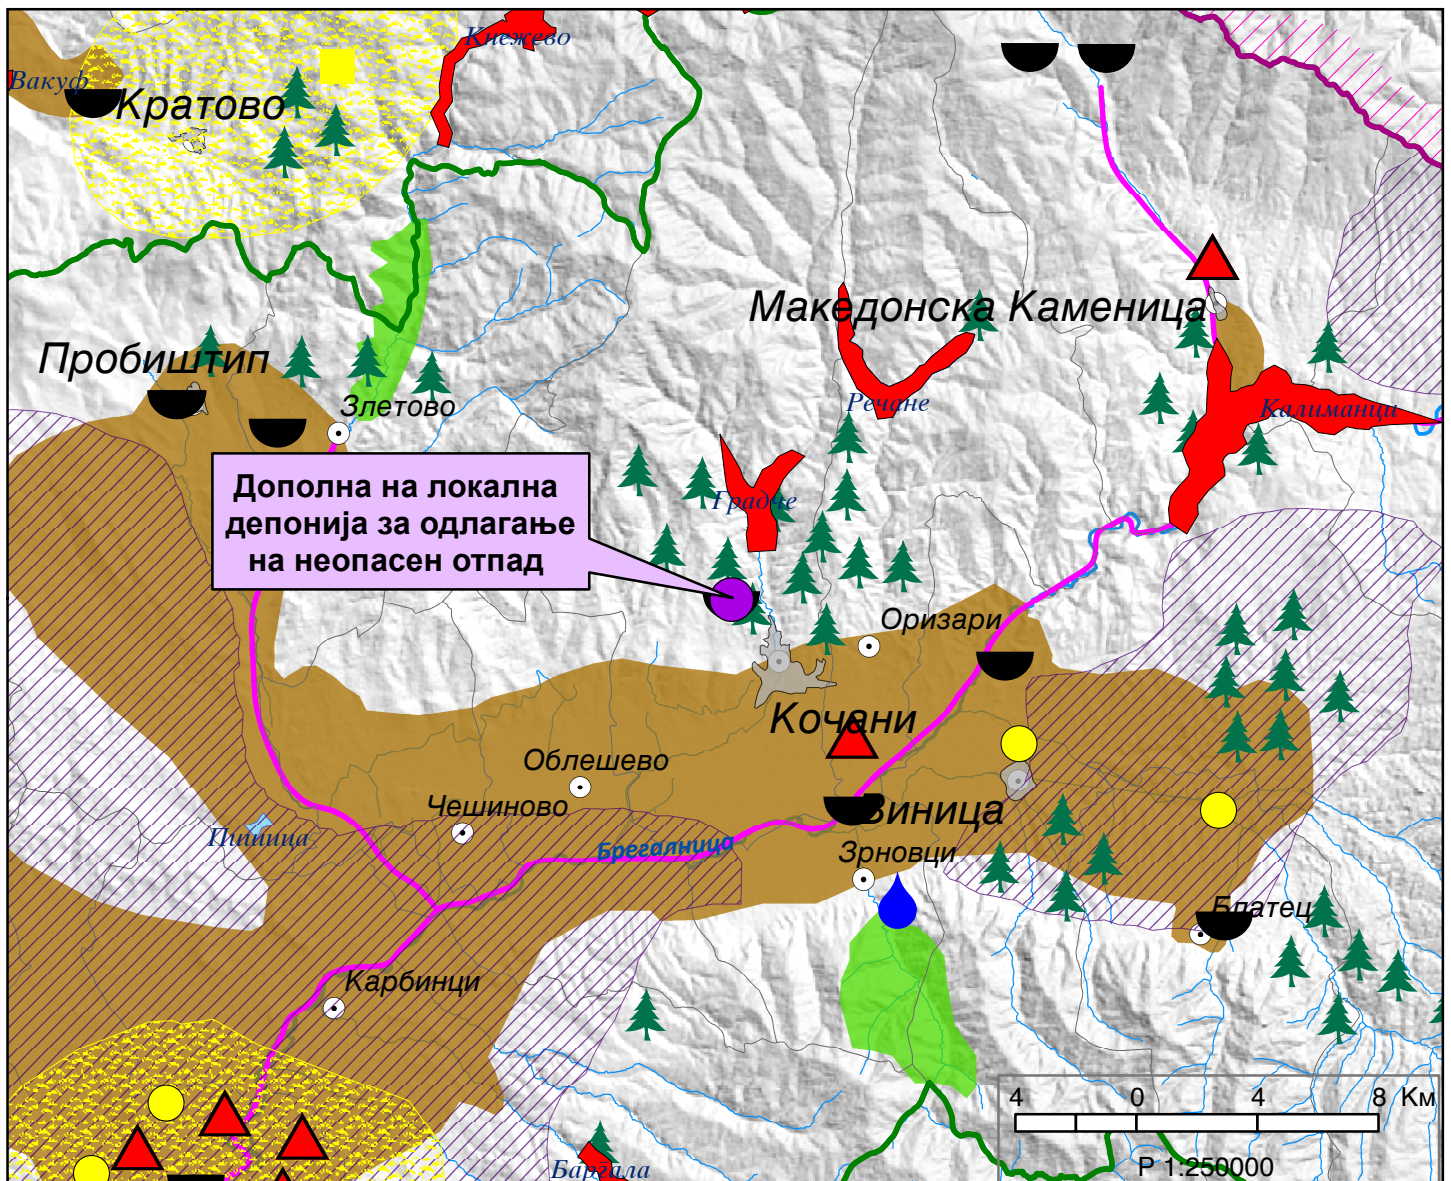 Кнежево
Вакуф
Кратово
Македонска Каменица
Пробиштип
Злетово
Речане
Калиманци
Дополна на локална
депонија за одлагање
на неопасен отпад
Градче
Оризари
Кочани
Облешево
Чешиново
Виница
Пишица
Брегалница
Зрновци
Блатец
Карбинци
4 0 4 8 Км
Р 1:250000
Баргала